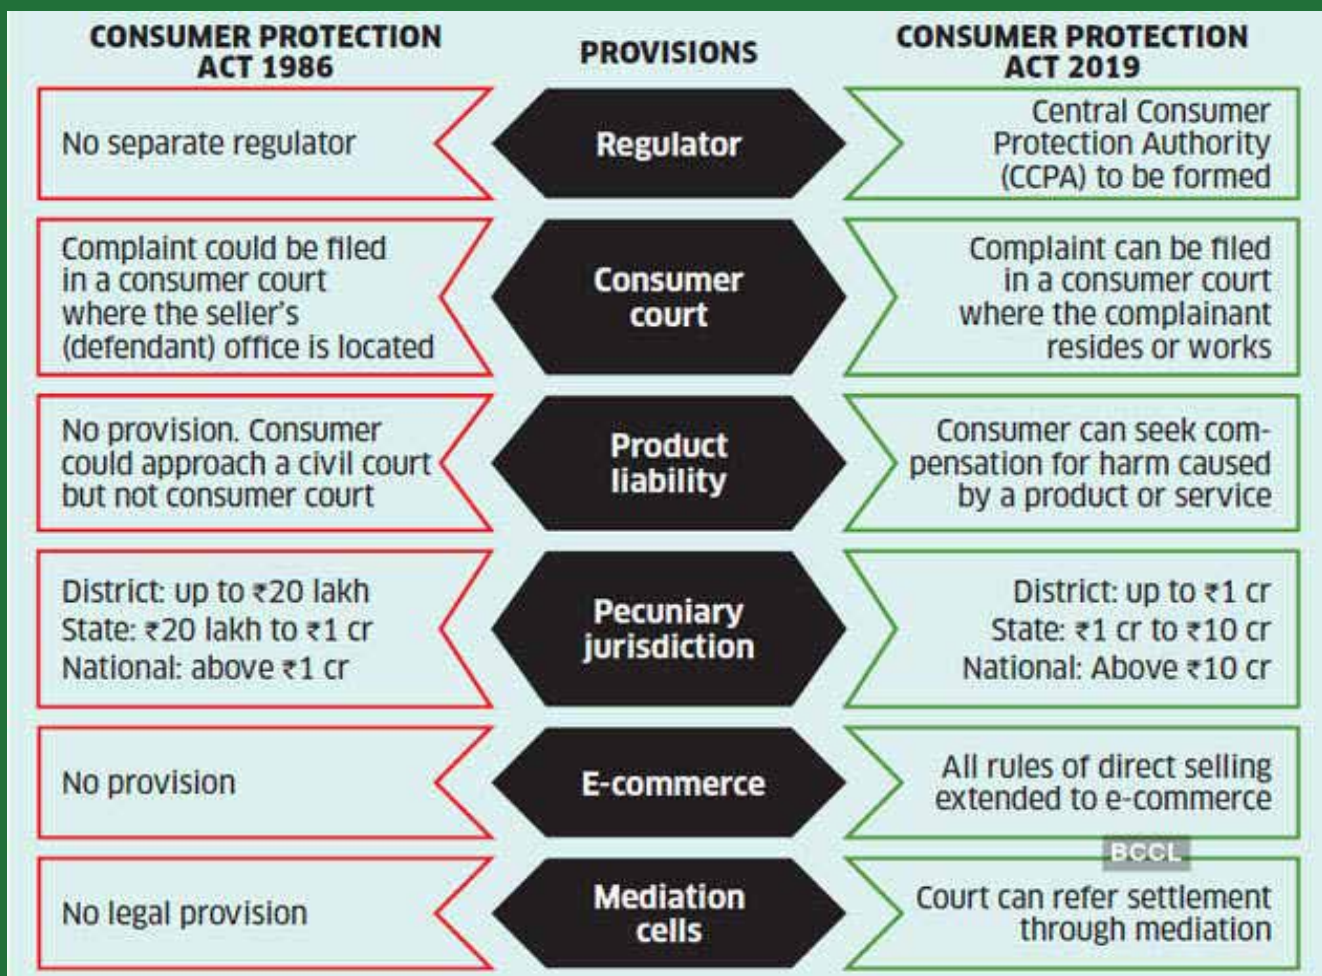 CONSUMER PROTECTION
ACT 1986
PROVISIONS
CONSUMER PROTECTION
ACT 2019
No separate regulator
Regulator
Central Consumer
Protection Authority
(CCPA) to be formed
Complaint could be filed
in a consumer court
where the seller's
(defendant) office is located
Consumer
court
Complaint can be filed
in a consumer court
where the complainant
resides or works
No provision. Consumer
could approach a civil court
but not consumer court
Product
liability
Consumer can seek com-
pensation for harm caused
by a product or service
District: up to ₹20 lakh
State: ₹20 lakh to ₹1 cr
National: above ₹1 cr
Pecuniary
jurisdiction
District: up to ₹1 cr
State: ₹1 cr to ₹10 cr
National: Above ₹10 cr
No provision
E-commerce
All rules of direct selling
extended to e-commerce
BCCL
No legal provision
Mediation
cells
Court can refer settlement
through mediation